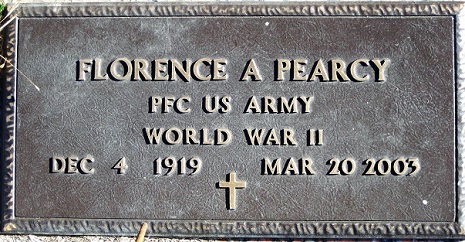 FLORENCE A PEARCY
PFC US ARMY
WORLD WAR II
DEC 4 1919 MAR 20 2003